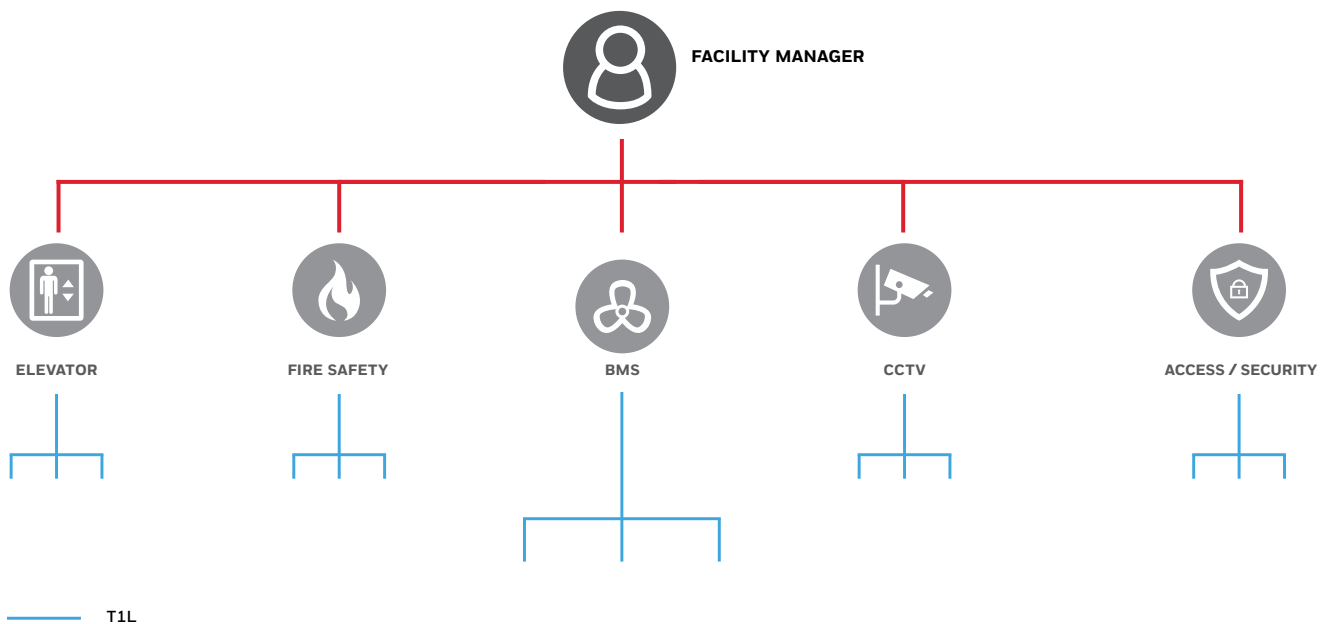 FACILITY MANAGER
ELEVATOR
FIRE SAFETY
BMS
CCTV
ACCESS / SECURITY
T1L